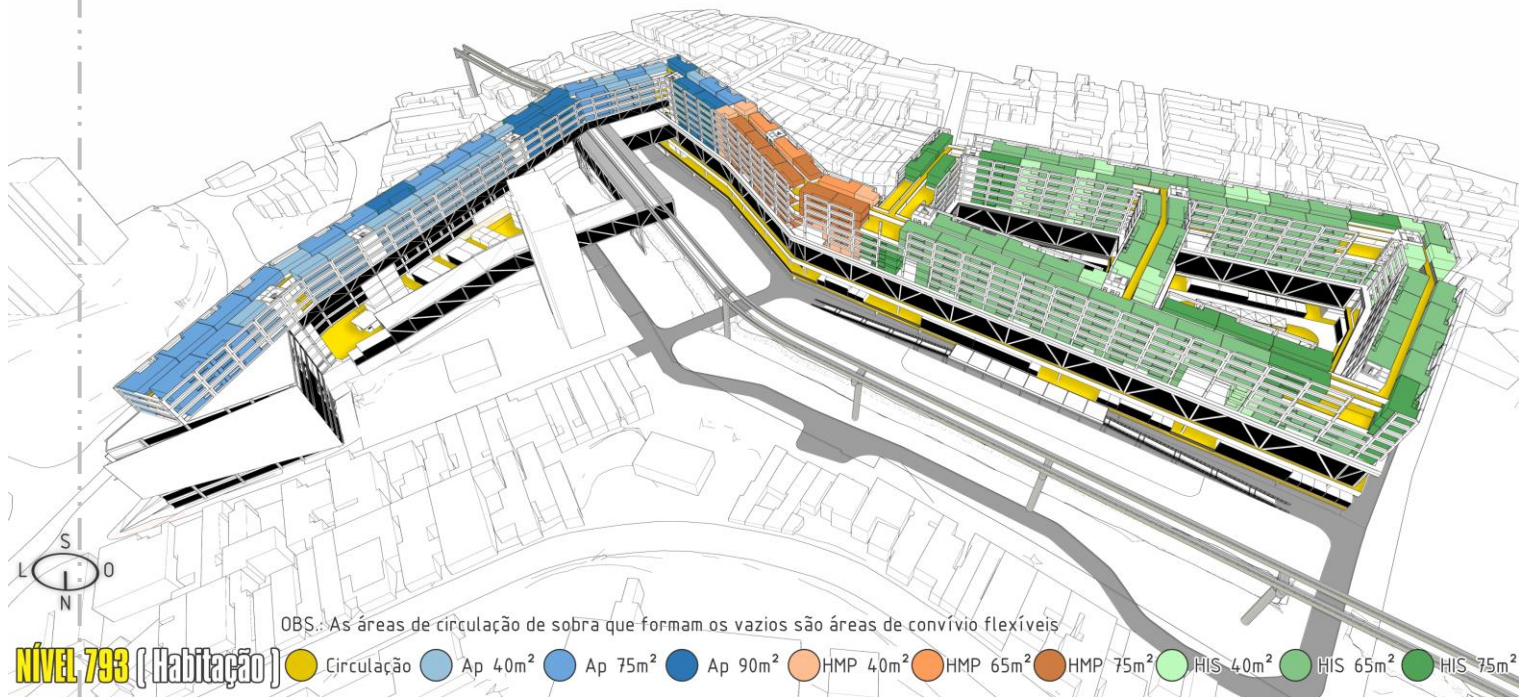 S
L O
N
OBS.: As áreas de circulação de sobra que formam os vazios são áreas de convívio flexíveis
NÍVEL 793 ( Habitação ) Circulação Ap 40m² Ap 75m² Ap 90m² HMP 40m² HMP 65m² HMP 75m² HIS 40m² HIS 65m² HIS 75m²